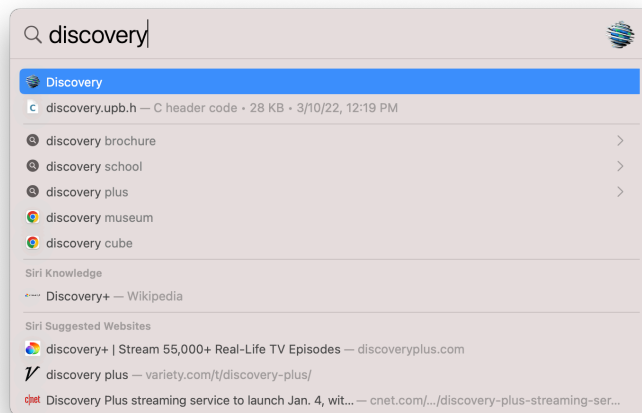 discovery
Discovery
discovery.upb.h — C header code • 28 KB • 3/10/22, 12:19 PM
discovery brochure
discovery school
discovery plus
discovery museum
discovery cube
Siri Knowledge
Discovery+ — Wikipedia
Siri Suggested Websites
discovery+ | Stream 55,000+ Real-Life TV Episodes — discoveryplus.com
discovery plus — variety.com/t/discovery-plus/
c|net Discovery Plus streaming service to launch Jan. 4, wit... — cnet.com/.../discovery-plus-streaming-ser...